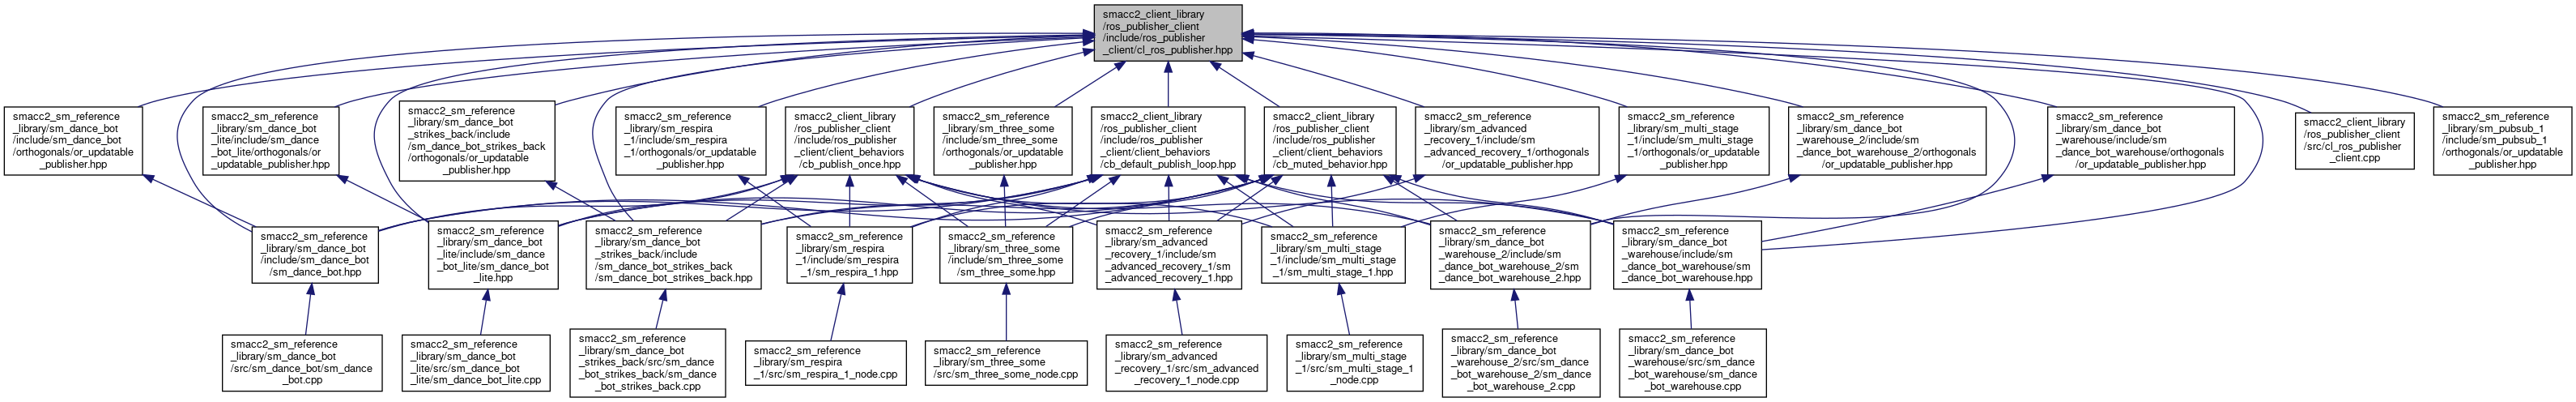 smacc2_client_library
/ros_publisher_client
/include/ros_publisher
_client/cl_ros_publisher.hpp
smacc2_sm_reference
_library/sm_dance_bot
/include/sm_dance_bot
/orthogonals/or_updatable
_publisher.hpp
smacc2_sm_reference
_library/sm_dance_bot
_lite/include/sm_dance
_bot_lite/orthogonals/or
_updatable_publisher.hpp
smacc2_sm_reference
_library/sm_dance_bot
_strikes_back/include
/sm_dance_bot_strikes_back
/orthogonals/or_updatable
_publisher.hpp
smacc2_sm_reference
_library/sm_respira
_1/include/sm_respira
_1/orthogonals/or_updatable
_publisher.hpp
smacc2_client_library
/ros_publisher_client
/include/ros_publisher
_client/client_behaviors
/cb_publish_once.hpp
smacc2_sm_reference
_library/sm_three_some
/include/sm_three_some
/orthogonals/or_updatable
_publisher.hpp
smacc2_client_library
/ros_publisher_client
/include/ros_publisher
_client/client_behaviors
/cb_default_publish_loop.hpp
smacc2_client_library
/ros_publisher_client
/include/ros_publisher
_client/client_behaviors
/cb_muted_behavior.hpp
smacc2_sm_reference
_library/sm_advanced
_recovery_1/include/sm
_advanced_recovery_1/orthogonals
/or_updatable_publisher.hpp
smacc2_sm_reference
_library/sm_multi_stage
_1/include/sm_multi_stage
_1/orthogonals/or_updatable
_publisher.hpp
smacc2_sm_reference
_library/sm_dance_bot
_warehouse_2/include/sm
_dance_bot_warehouse_2/orthogonals
/or_updatable_publisher.hpp
smacc2_sm_reference
_library/sm_dance_bot
_warehouse/include/sm
_dance_bot_warehouse/orthogonals
/or_updatable_publisher.hpp
smacc2_client_library
/ros_publisher_client
/src/cl_ros_publisher
_client.cpp
smacc2_sm_reference
_library/sm_pubsub_1
/include/sm_pubsub_1
/orthogonals/or_updatable
_publisher.hpp
smacc2_sm_reference
_library/sm_dance_bot
/include/sm_dance_bot
/sm_dance_bot.hpp
smacc2_sm_reference
_library/sm_dance_bot
_lite/include/sm_dance
_bot_lite/sm_dance_bot
_lite.hpp
smacc2_sm_reference
_library/sm_dance_bot
_strikes_back/include
/sm_dance_bot_strikes_back
/sm_dance_bot_strikes_back.hpp
smacc2_sm_reference
_library/sm_respira
_1/include/sm_respira
_1/sm_respira_1.hpp
smacc2_sm_reference
_library/sm_three_some
/include/sm_three_some
/sm_three_some.hpp
smacc2_sm_reference
_library/sm_advanced
_recovery_1/include/sm
_advanced_recovery_1/sm
_advanced_recovery_1.hpp
smacc2_sm_reference
_library/sm_multi_stage
_1/include/sm_multi_stage
_1/sm_multi_stage_1.hpp
smacc2_sm_reference
_library/sm_dance_bot
_warehouse_2/include/sm
_dance_bot_warehouse_2/sm
_dance_bot_warehouse_2.hpp
smacc2_sm_reference
_library/sm_dance_bot
_warehouse/include/sm
_dance_bot_warehouse/sm
_dance_bot_warehouse.hpp
smacc2_sm_reference
_library/sm_dance_bot
/src/sm_dance_bot/sm_dance
_bot.cpp
smacc2_sm_reference
_library/sm_dance_bot
_lite/src/sm_dance_bot
_lite/sm_dance_bot_lite.cpp
smacc2_sm_reference
_library/sm_dance_bot
_strikes_back/src/sm_dance
_bot_strikes_back/sm_dance
_bot_strikes_back.cpp
smacc2_sm_reference
_library/sm_respira
_1/src/sm_respira_1_node.cpp
smacc2_sm_reference
_library/sm_three_some
/src/sm_three_some_node.cpp
smacc2_sm_reference
_library/sm_advanced
_recovery_1/src/sm_advanced
_recovery_1_node.cpp
smacc2_sm_reference
_library/sm_multi_stage
_1/src/sm_multi_stage_1
_node.cpp
smacc2_sm_reference
_library/sm_dance_bot
_warehouse_2/src/sm_dance
_bot_warehouse_2/sm_dance
_bot_warehouse_2.cpp
smacc2_sm_reference
_library/sm_dance_bot
_warehouse/src/sm_dance
_bot_warehouse/sm_dance
_bot_warehouse.cpp